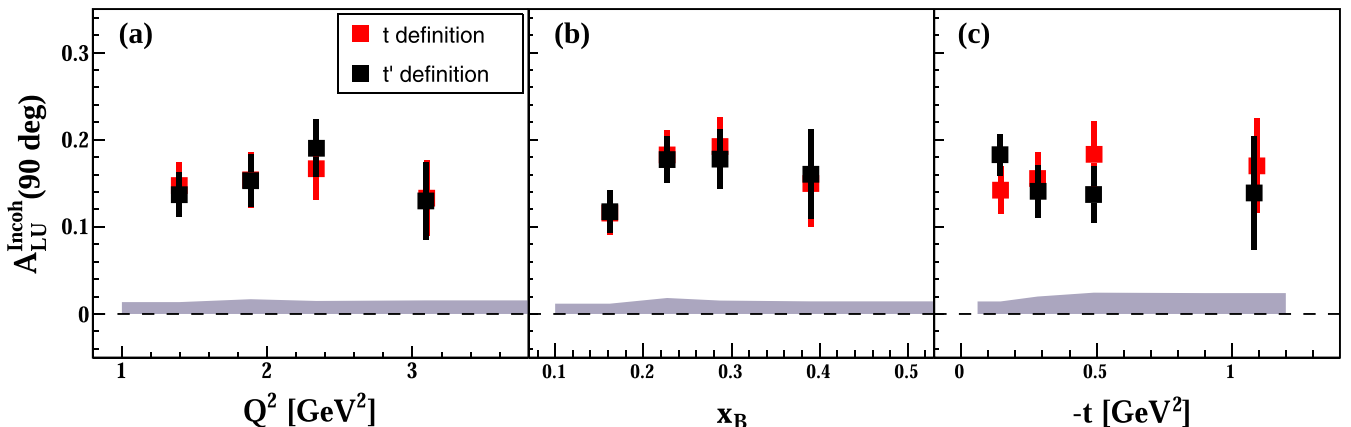 (a)
t definition
t' definition
(b)
(c)
0.3
0.2
0.1
0
A_LU^Incoh(90 deg)
1 2 3
Q² [GeV²]
0.1 0.2 0.3 0.4 0.5
x_B
0 0.5 1
-t [GeV²]